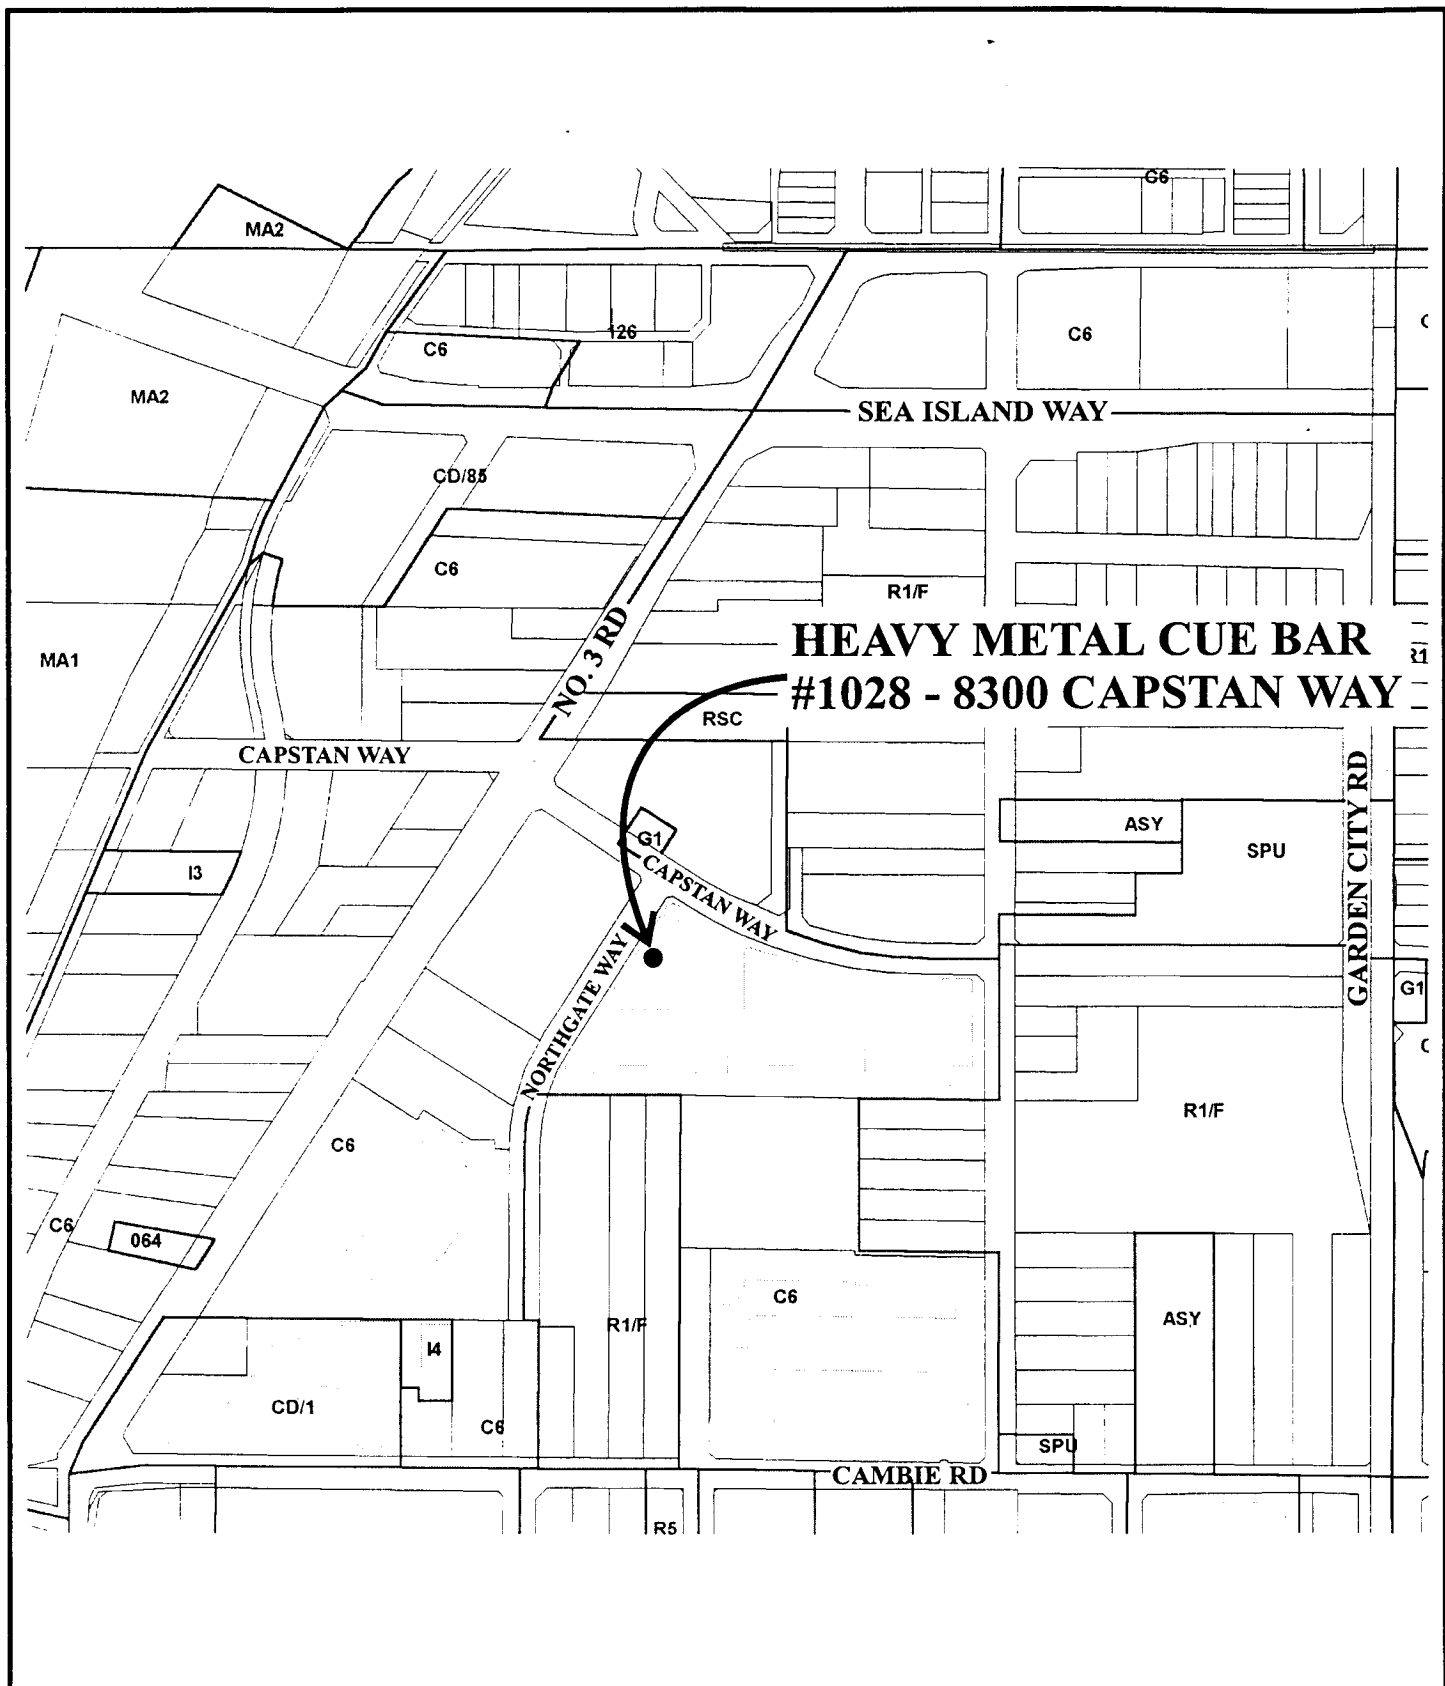 C6
MA2
126
C6
C6
MA2
SEA ISLAND WAY
CD/85
C6
R1/F
NO. 3 RD
HEAVY METAL CUE BAR
#1028 - 8300 CAPSTAN WAY
MA1
R1
RSC
CAPSTAN WAY
GARDEN CITY RD
G1
ASY
SPU
I3
CAPSTAN WAY
NORTHGATE WAY
G1
R1/F
C6
C6
064
C6
R1/F
ASY
I4
CD/1
C6
SPU
CAMBIE RD
R5